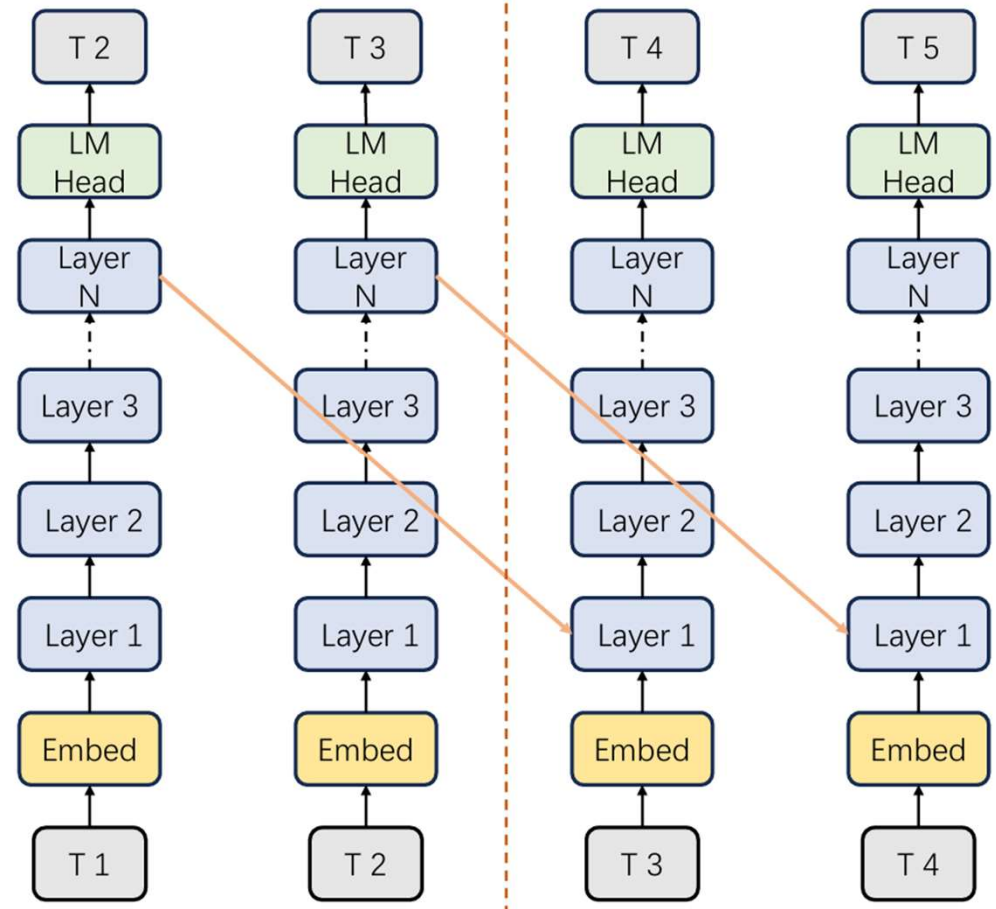 T 2
T 3
T 4
T 5
LM
Head
LM
Head
LM
Head
LM
Head
Layer
N
Layer
N
Layer
N
Layer
N
Layer 3
Layer 3
Layer 3
Layer 3
Layer 2
Layer 2
Layer 2
Layer 2
Layer 1
Layer 1
Layer 1
Layer 1
Embed
Embed
Embed
Embed
T 1
T 2
T 3
T 4